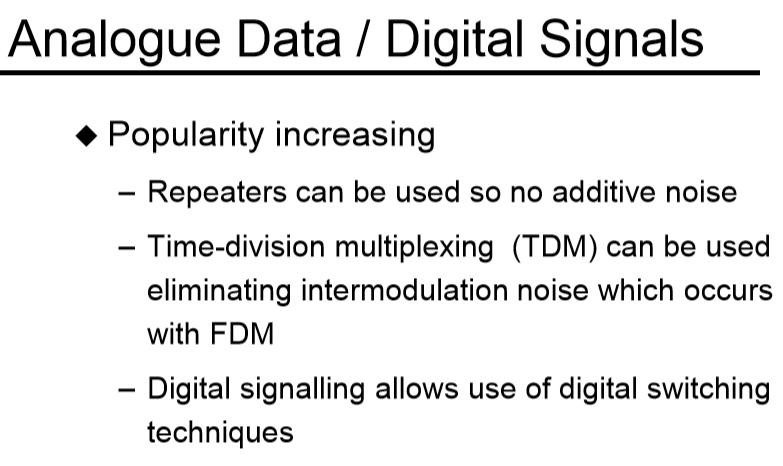 Analogue Data / Digital Signals
◆ Popularity increasing
– Repeaters can be used so no additive noise
– Time-division multiplexing (TDM) can be used
eliminating intermodulation noise which occurs
with FDM
– Digital signalling allows use of digital switching
techniques